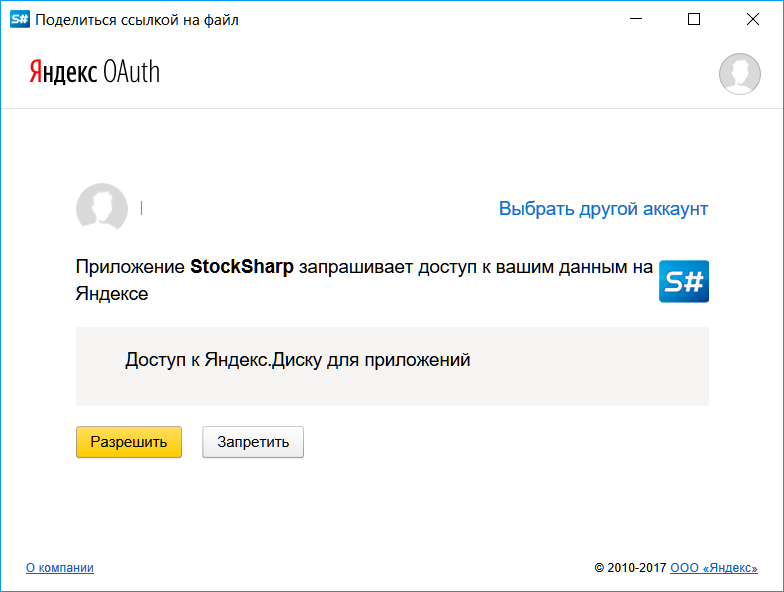 S# Поделиться ссылкой на файл
Яндекс OAuth
Выбрать другой аккаунт
Приложение StockSharp запрашивает доступ к вашим данным на
Яндексе
S#
Доступ к Яндекс.Диску для приложений
Разрешить
Запретить
О компании
© 2010-2017 ООО «Яндекс»